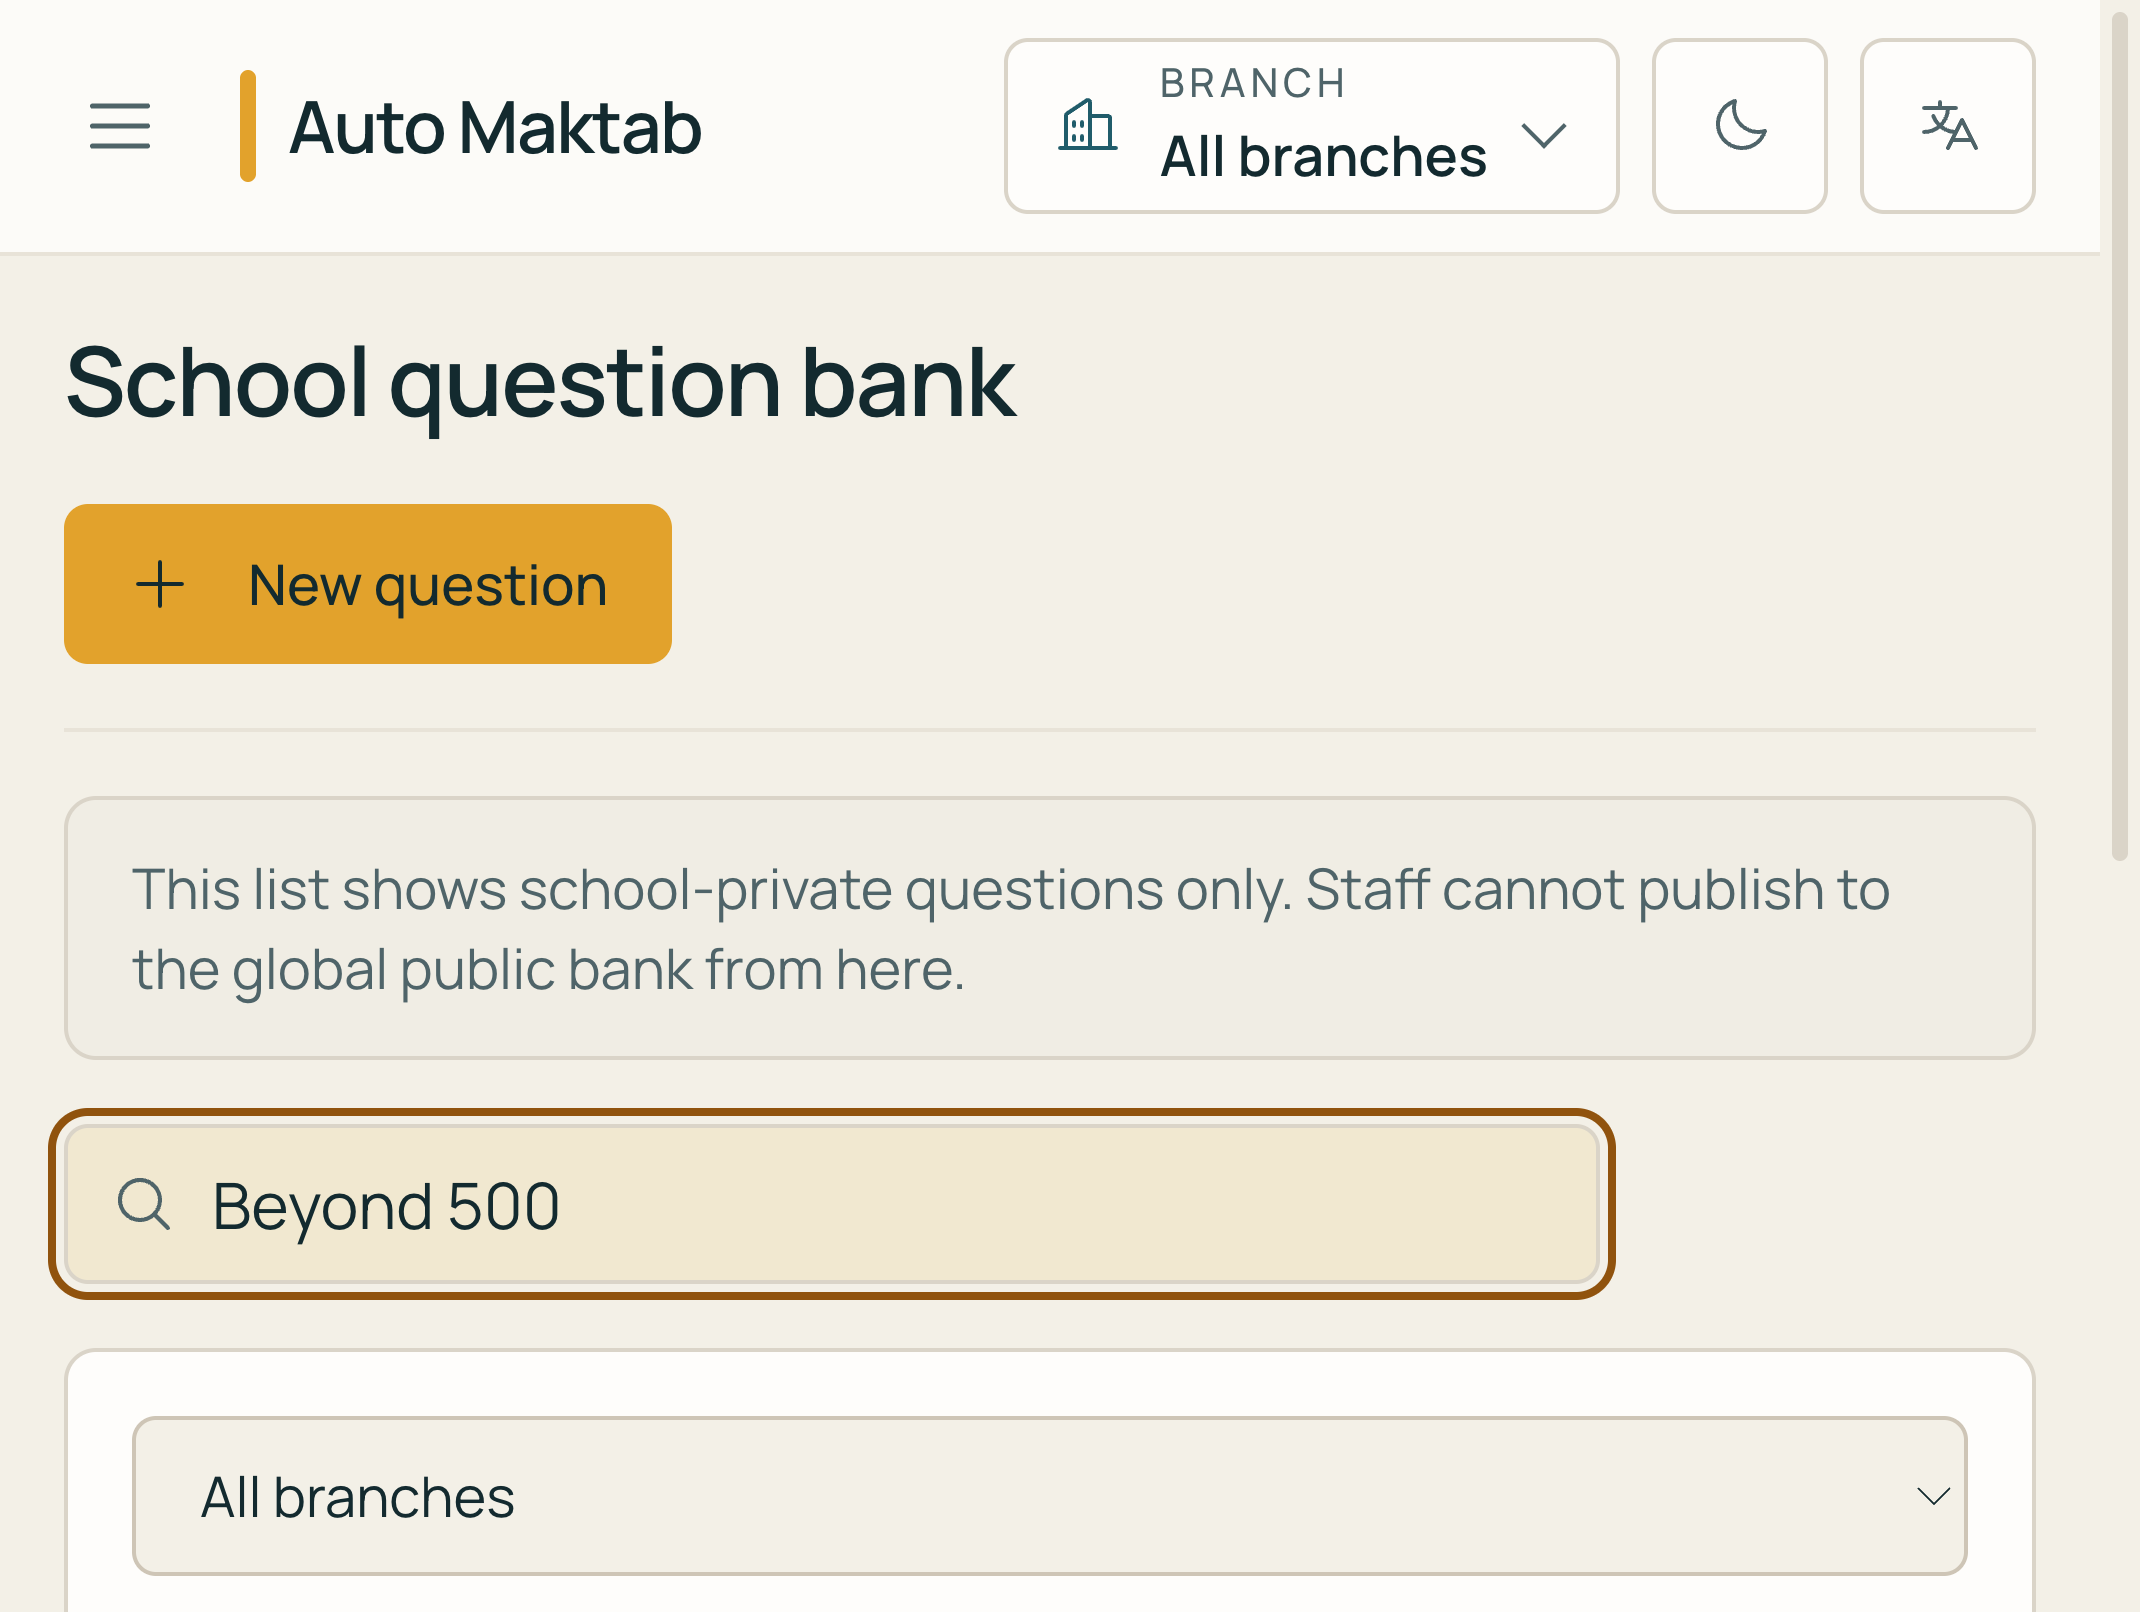 Auto Maktab
BRANCH
All branches
School question bank
New question
This list shows school-private questions only. Staff cannot publish to
the global public bank from here.
Beyond 500
All branches